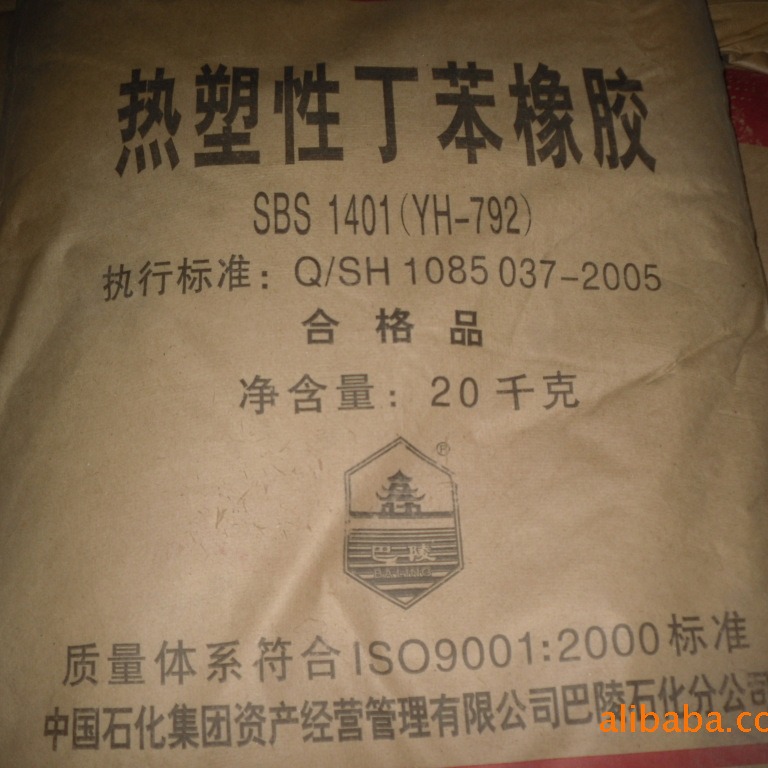 热塑性丁苯橡胶
SBS 1401(YH-792)
执行标准：Q/SH 1085 037-2005
合格品
净含量：20千克
®
巴陵
BALING
质量体系符合ISO9001:2000标准
中国石化集团资产经营管理有限公司巴陵石化分公司
alibaba.co